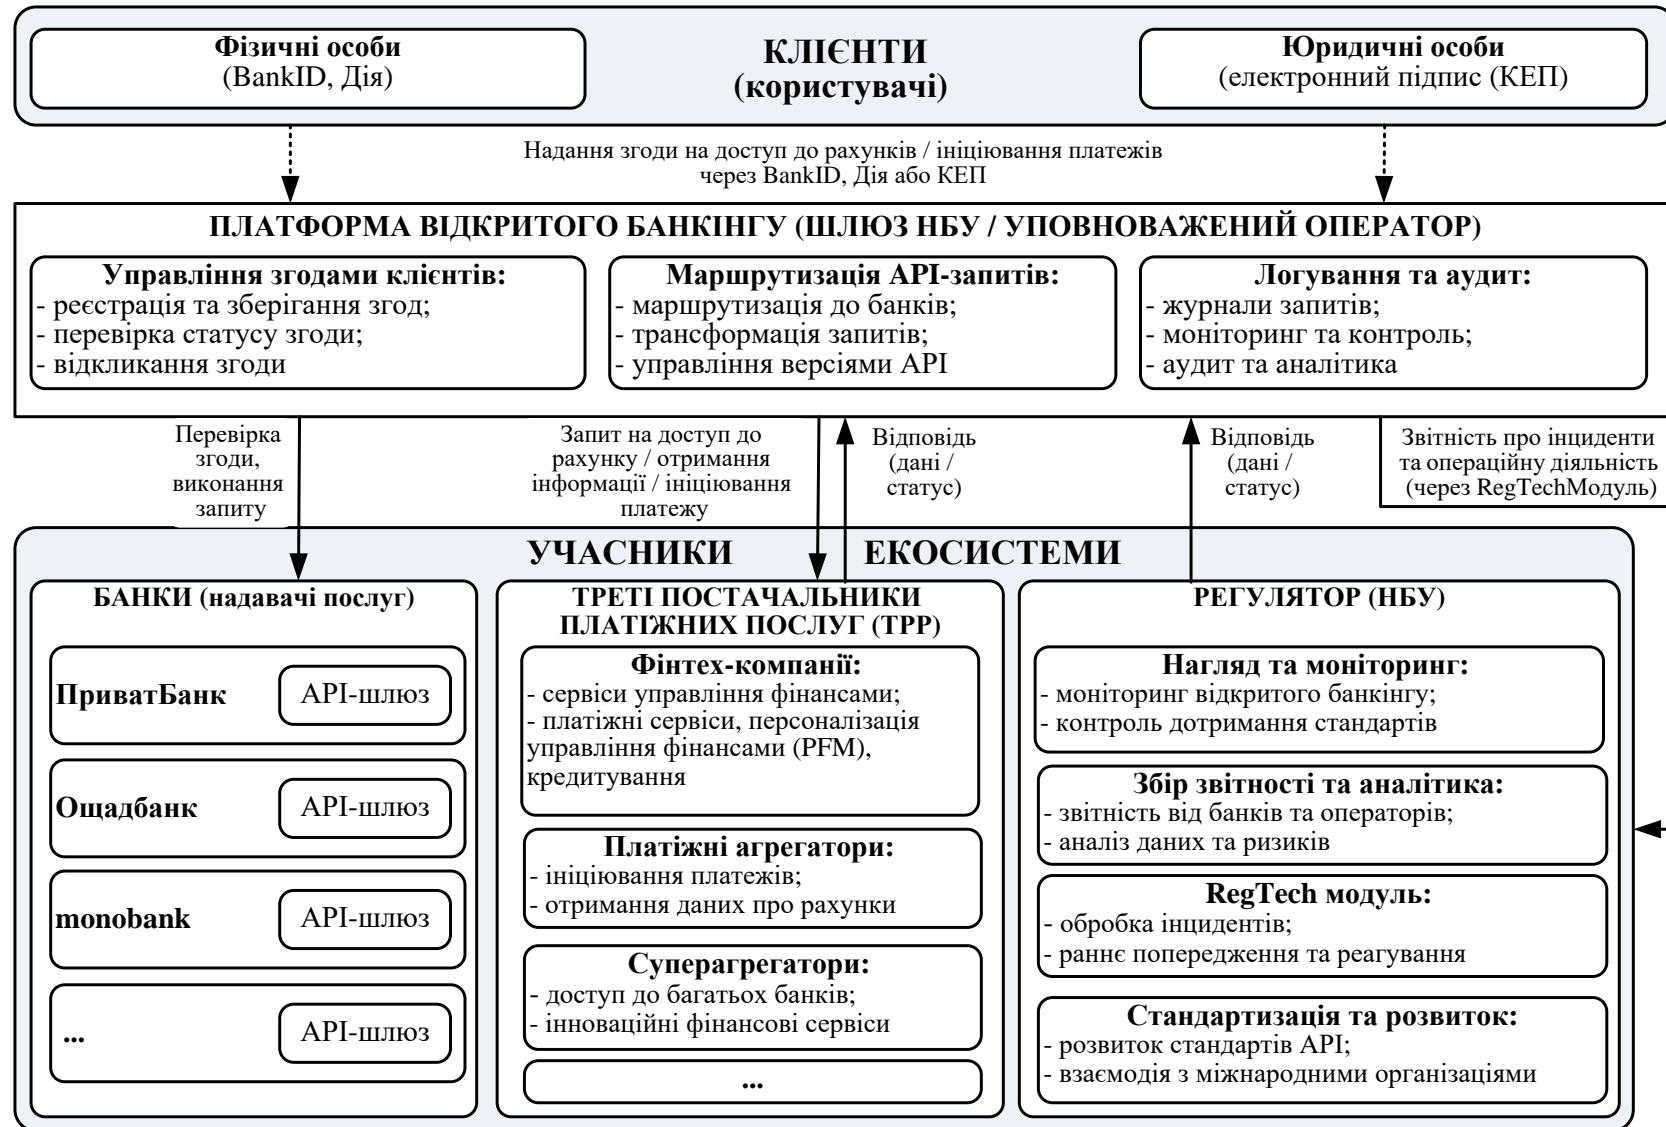 Фізичні особи
(BankID, Дія)
КЛІЄНТИ
(користувачі)
Юридичні особи
(електронний підпис (КЕП)
Надання згоди на доступ до рахунків / ініціювання платежів
через BankID, Дія або КЕП
ПЛАТФОРМА ВІДКРИТОГО БАНКІНГУ (ШЛЮЗ НБУ / УПОВНОВАЖЕНИЙ ОПЕРАТОР)
Управління згодами клієнтів:
- реєстрація та зберігання згод;
- перевірка статусу згоди;
- відкликання згоди
Маршрутизація API-запитів:
- маршрутизація до банків;
- трансформація запитів;
- управління версіями API
Логування та аудит:
- журнали запитів;
- моніторинг та контроль;
- аудит та аналітика
Перевірка
згоди,
виконання
запиту
Запит на доступ до
рахунку / отримання
інформації / ініціювання
платежу
Відповідь
(дані /
статус)
Відповідь
(дані /
статус)
Звітність про інциденти
та операційну діяльність
(через RegTechМодуль)
УЧАСНИКИ ЕКОСИСТЕМИ
БАНКИ (надавачі послуг)
ПриватБанк
API-шлюз
Ощадбанк
API-шлюз
monobank
API-шлюз
...
API-шлюз
ТРЕТІ ПОСТАЧАЛЬНИКИ
ПЛАТІЖНИХ ПОСЛУГ (ТРР)
Фінтех-компанії:
- сервіси управління фінансами;
- платіжні сервіси, персоналізація
управління фінансами (PFM),
кредитування
Платіжні агрегатори:
- ініціювання платежів;
- отримання даних про рахунки
Суперагрегатори:
- доступ до багатьох банків;
- інноваційні фінансові сервіси
...
РЕГУЛЯТОР (НБУ)
Нагляд та моніторинг:
- моніторинг відкритого банкінгу;
- контроль дотримання стандартів
Збір звітності та аналітика:
- звітність від банків та операторів;
- аналіз даних та ризиків
RegTech модуль:
- обробка інцидентів;
- раннє попередження та реагування
Стандартизація та розвиток:
- розвиток стандартів API;
- взаємодія з міжнародними організаціями